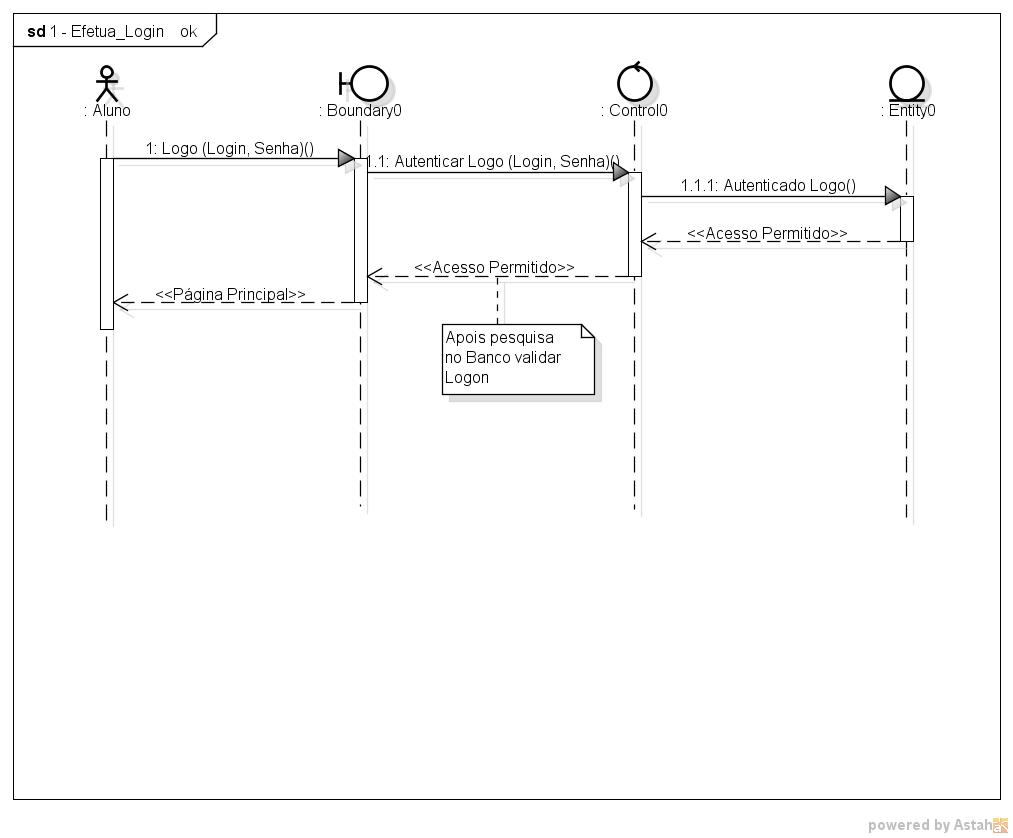 sd 1 - Efetua_Login ok
: Aluno : Boundary0 : Control0 : Entity0
1: Logo (Login, Senha)()
1.1: Autenticar Logo (Login, Senha)()
1.1.1: Autenticado Logo()
<<Acesso Permitido>>
<<Acesso Permitido>>
<<Página Principal>>
Apois pesquisa
no Banco validar
Logon
powered by Astah